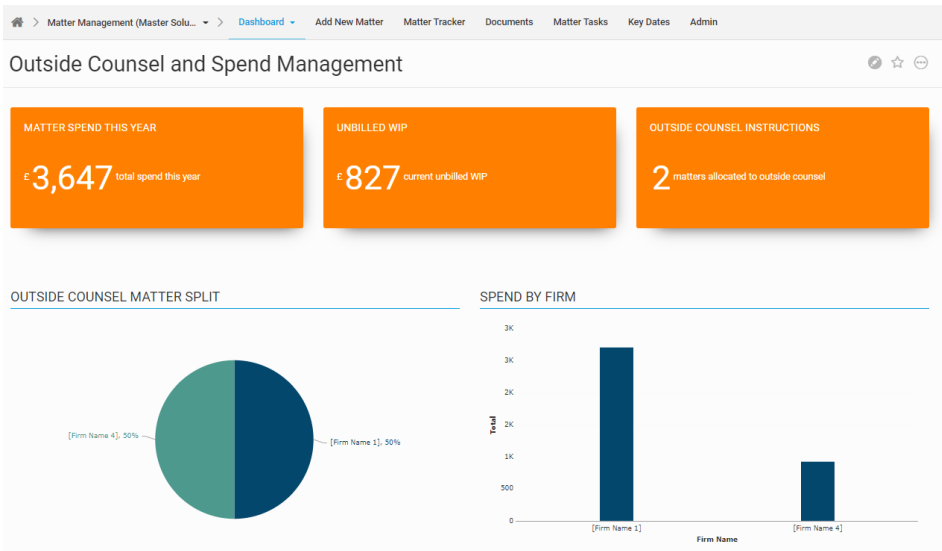 Matter Management (Master Solu... Dashboard Add New Matter Matter Tracker Documents Matter Tasks Key Dates Admin
Outside Counsel and Spend Management
MATTER SPEND THIS YEAR
£ 3,647 total spend this year
UNBILLED WIP
£ 827 current unbilled WIP
OUTSIDE COUNSEL INSTRUCTIONS
2 matters allocated to outside counsel
OUTSIDE COUNSEL MATTER SPLIT
[Firm Name 4], 50%
[Firm Name 1], 50%
SPEND BY FIRM
3K
3K
2K
2K
1K
500
0
Total
[Firm Name 1] [Firm Name 4]
Firm Name